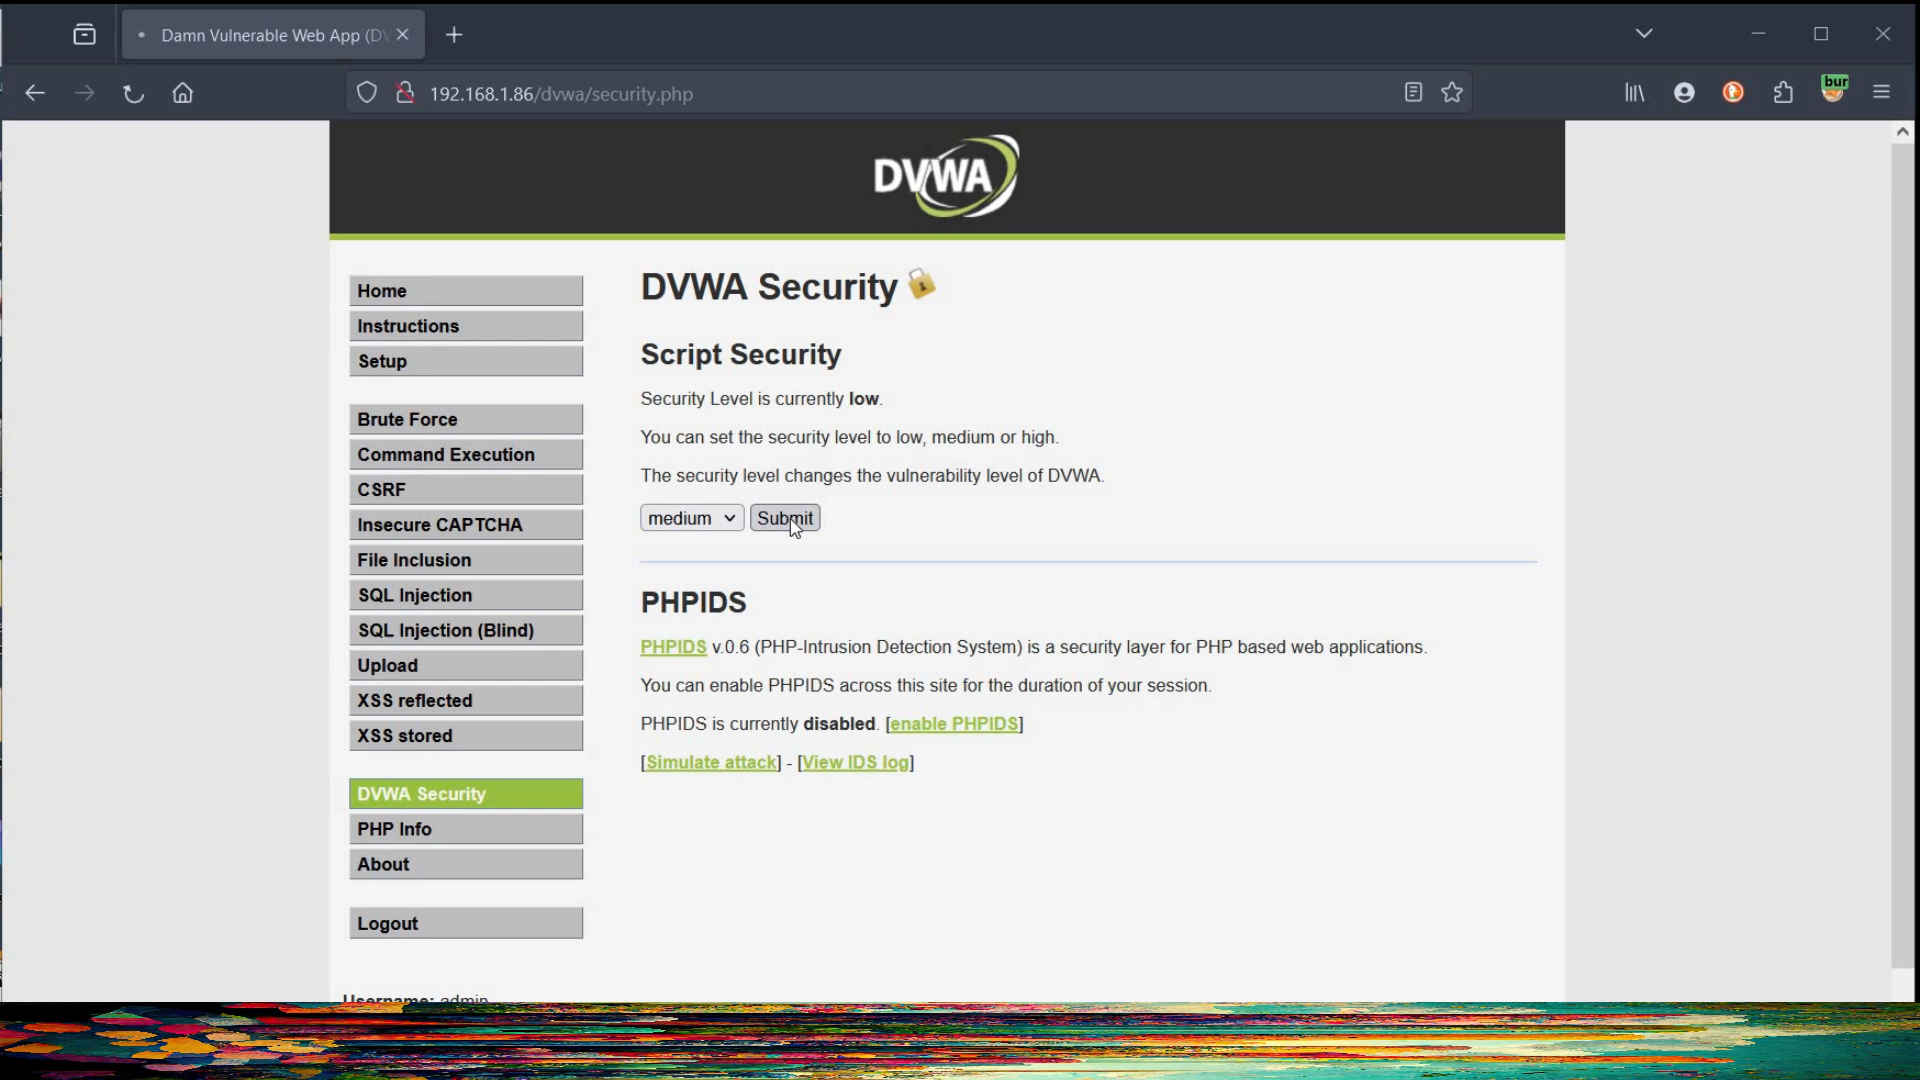 Damn Vulnerable Web App (DV
192.168.1.86/dvwa/security.php
bur
DVWA
Home
Instructions
Setup
Brute Force
Command Execution
CSRF
Insecure CAPTCHA
File Inclusion
SQL Injection
SQL Injection (Blind)
Upload
XSS reflected
XSS stored
DVWA Security
PHP Info
About
Logout
Username: admin
DVWA Security
Script Security
Security Level is currently low.
You can set the security level to low, medium or high.
The security level changes the vulnerability level of DVWA.
medium Submit
PHPIDS
PHPIDS v.0.6 (PHP-Intrusion Detection System) is a security layer for PHP based web applications.
You can enable PHPIDS across this site for the duration of your session.
PHPIDS is currently disabled. [enable PHPIDS]
[Simulate attack] - [View IDS log]